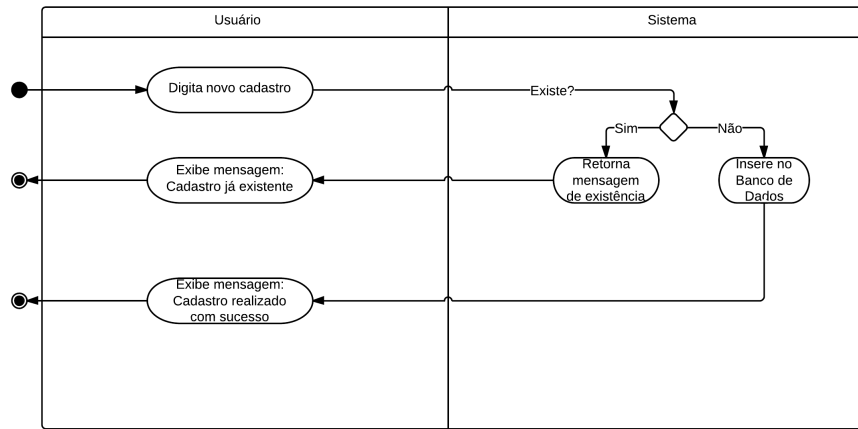 Usuário
Sistema
Digita novo cadastro
Existe?
Sim
Não
Exibe mensagem:
Cadastro já existente
Retorna
mensagem
de existência
Insere no
Banco de
Dados
Exibe mensagem:
Cadastro realizado
com sucesso